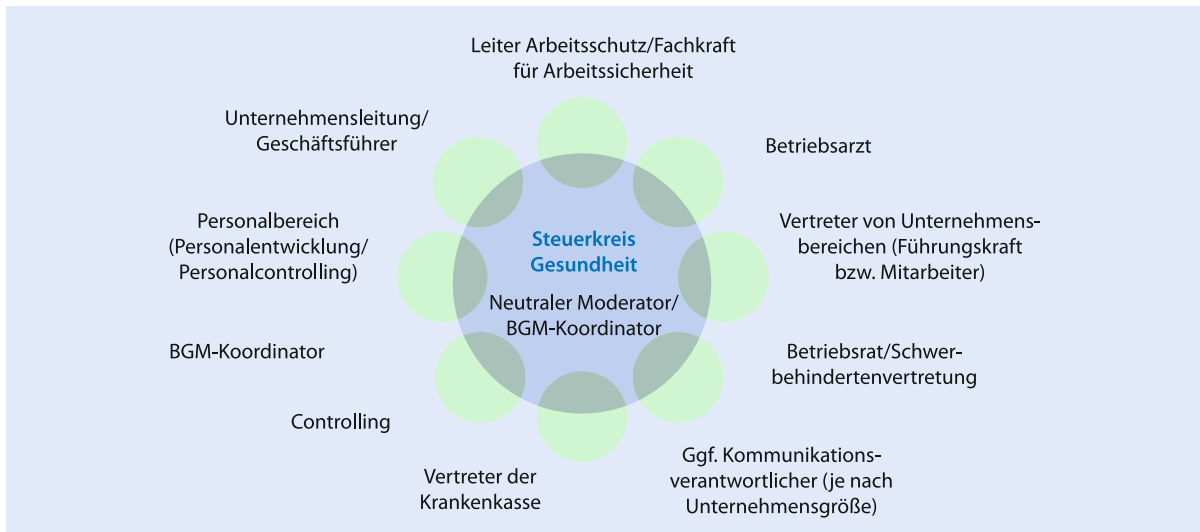 Leiter Arbeitsschutz/Fachkraft
für Arbeitssicherheit
Unternehmensleitung/
Geschäftsführer
Betriebsarzt
Personalbereich
(Personalentwicklung/
Personalcontrolling)
Steuerkreis
Gesundheit
Neutraler Moderator/
BGM-Koordinator
Vertreter von Unternehmens-
bereichen (Führungskraft
bzw. Mitarbeiter)
BGM-Koordinator
Betriebsrat/Schwer-
behindertenvertretung
Controlling
Vertreter der
Krankenkasse
Ggf. Kommunikations-
verantwortlicher (je nach
Unternehmensgröße)